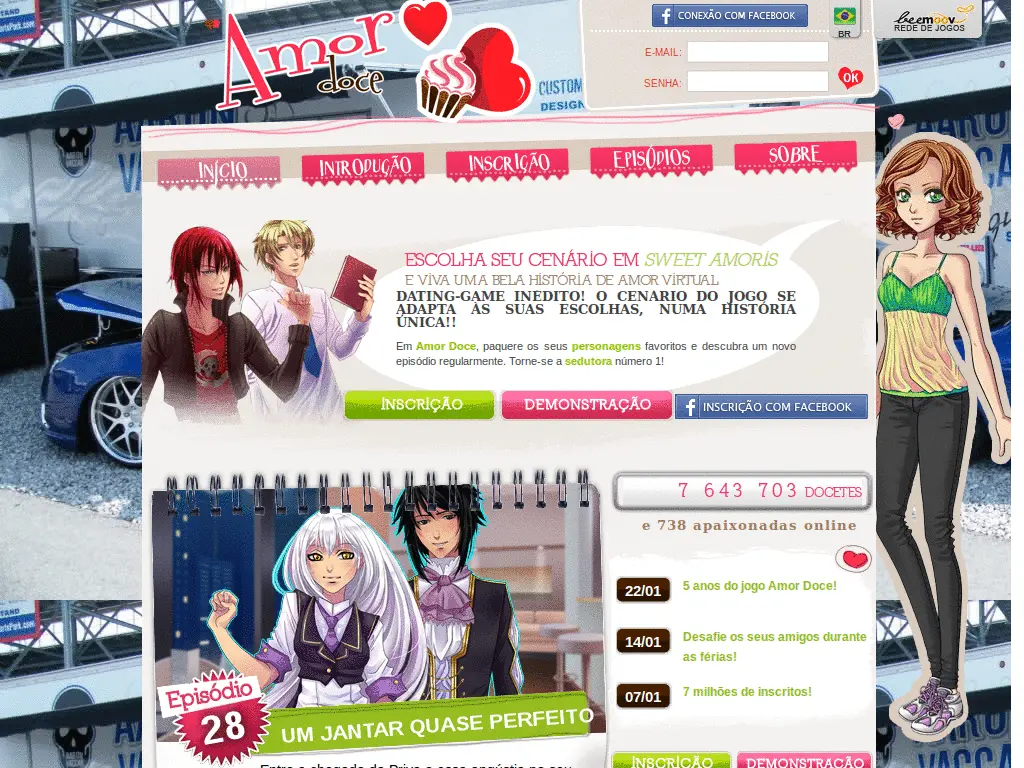 Amor
doce
CONEXÃO COM FACEBOOK
E-MAIL:
SENHA:
OK
BR
beemoov
REDE DE JOGOS
CUSTOM
DESIGN
INÍCIO
INTRODUÇÃO
INSCRIÇÃO
EPISÓDIOS
SOBRE
ESCOLHA SEU CENÁRIO EM SWEET AMORIS
E VIVA UMA BELA HISTÓRIA DE AMOR VIRTUAL
DATING-GAME INEDITO! O CENARIO DO JOGO SE
ADAPTA ÀS SUAS ESCOLHAS, NUMA HISTÓRIA
ÚNICA!!
Em Amor Doce, paquere os seus personagens favoritos e descubra um novo
episódio regularmente. Torne-se a sedutora número 1!
INSCRIÇÃO
DEMONSTRAÇÃO
INSCRIÇÃO COM FACEBOOK
7 643 703 DOCETES
e 738 apaixonadas online
22/01 5 anos do jogo Amor Doce!
14/01 Desafie os seus amigos durante
as férias!
07/01 7 milhões de inscritos!
Episódio
28
UM JANTAR QUASE PERFEITO
INSCRIÇÃO
DEMONSTRAÇÃO